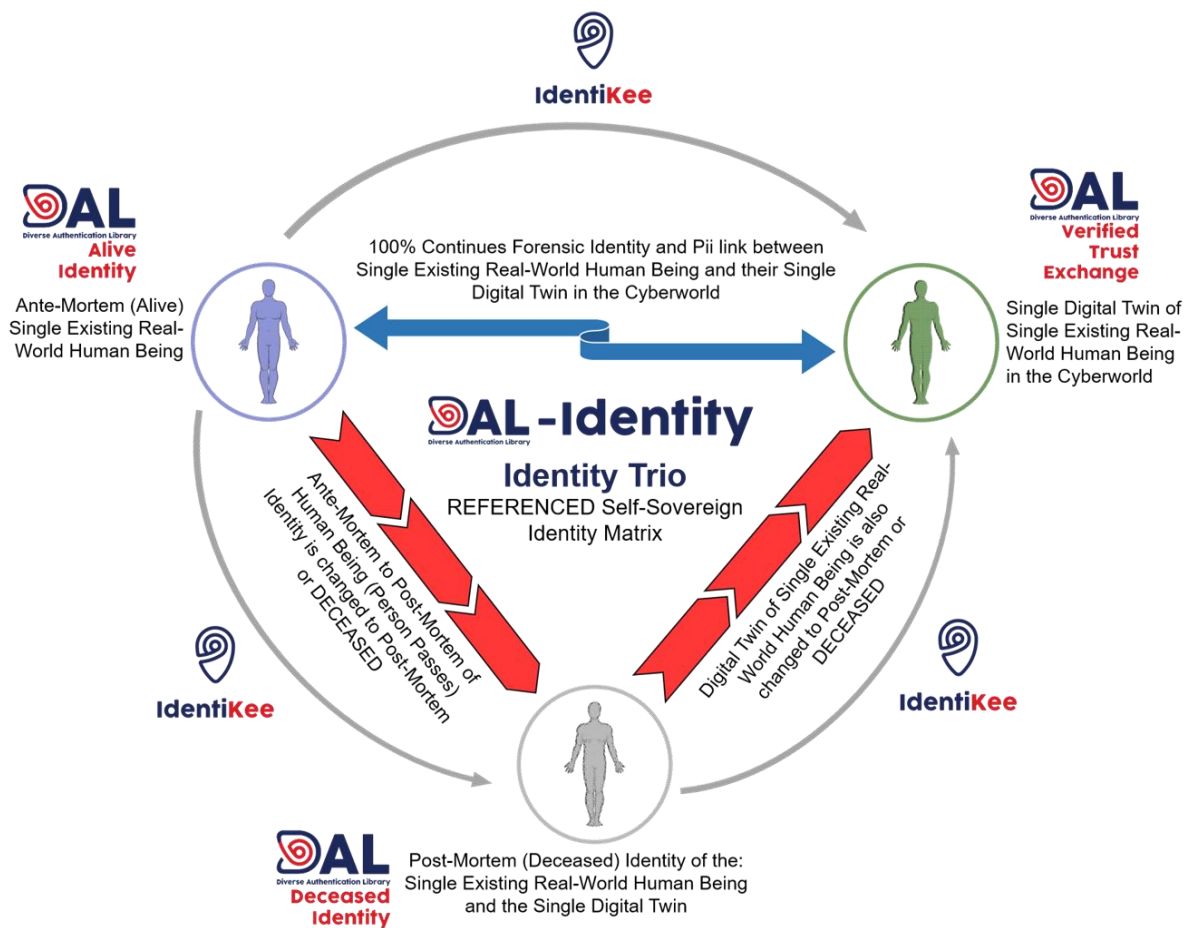 IdentiKee
DAL
Diverse Authentication Library
Alive
Identity
Ante-Mortem (Alive)
Single Existing Real-
World Human Being
100% Continues Forensic Identity and Pii link between
Single Existing Real-World Human Being and their Single
Digital Twin in the Cyberworld
DAL
Diverse Authentication Library
Verified
Trust
Exchange
Single Digital Twin of
Single Existing Real-
World Human Being
in the Cyberworld
DAL-Identity
Diverse Authentication Library
Identity Trio
REFERENCED Self-Sovereign
Identity Matrix
Ante-Mortem to Post-Mortem of
Human Being (Person Passes)
Identity is changed to Post-Mortem
or DECEASED
Digital Twin of Single Existing Real-
World Human Being is also
changed to Post-Mortem or
DECEASED
IdentiKee
IdentiKee
DAL
Diverse Authentication Library
Deceased
Identity
Post-Mortem (Deceased) Identity of the:
Single Existing Real-World Human Being
and the Single Digital Twin